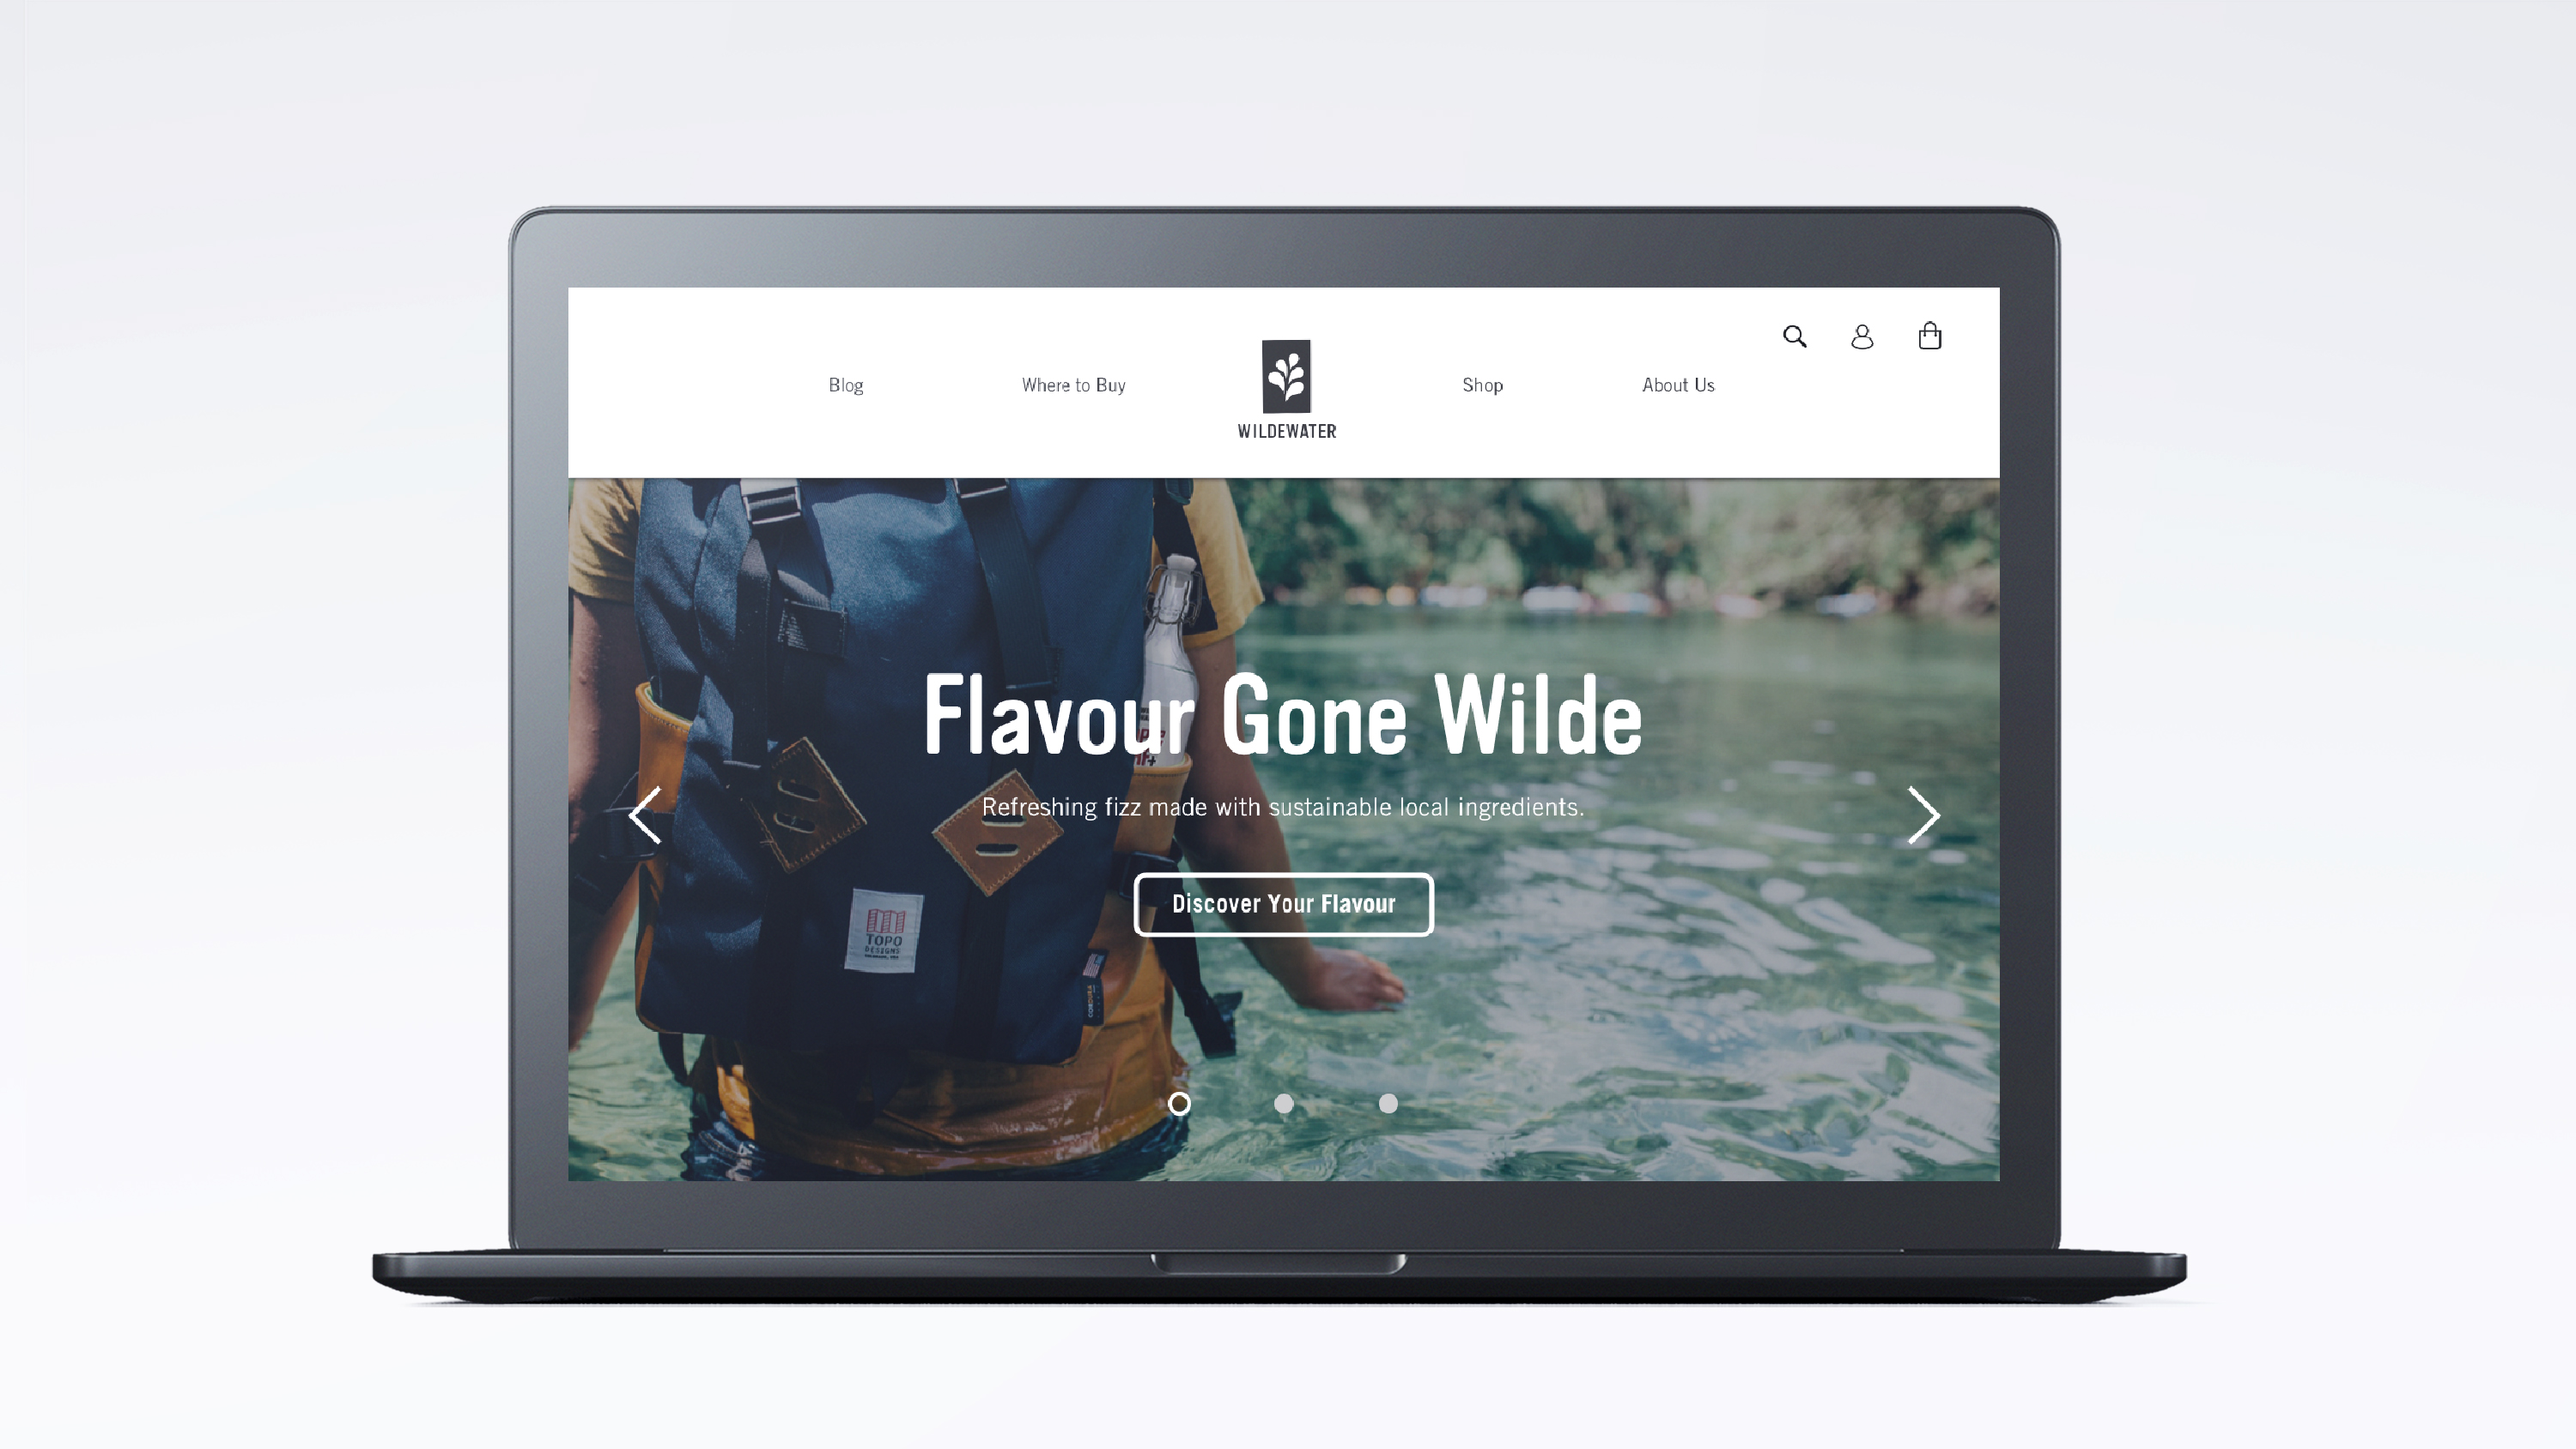 Blog
Where to Buy
WILDEWATER
Shop
About Us
Flavour Gone Wilde
Refreshing fizz made with sustainable local ingredients.
Discover Your Flavour
TOPO
DESIGNS
CORDURA